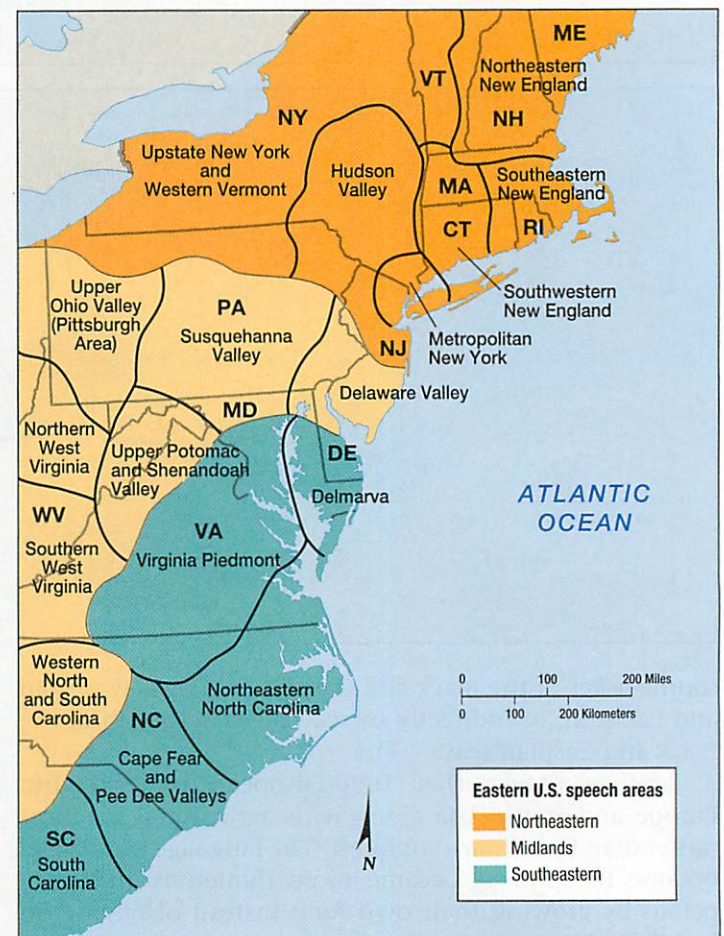 ME
Northeastern
New England
VT
NY
NH
Upstate New York
and
Western Vermont
Hudson
Valley
MA
Southeastern
New England
CT
RI
Southwestern
New England
Metropolitan
New York
NJ
Upper
Ohio Valley
(Pittsburgh
Area)
PA
Susquehanna
Valley
Delaware Valley
MD
Northern
West
Virginia
Upper Potomac
and Shenandoah
Valley
DE
Delmarva
ATLANTIC
OCEAN
WV
Southern
West
Virginia
VA
Virginia Piedmont
Western
North
and South
Carolina
Northeastern
North Carolina
NC
Cape Fear
and
Pee Dee Valleys
SC
South
Carolina
0 100 200 Miles
0 100 200 Kilometers
N
Eastern U.S. speech areas
Northeastern
Midlands
Southeastern